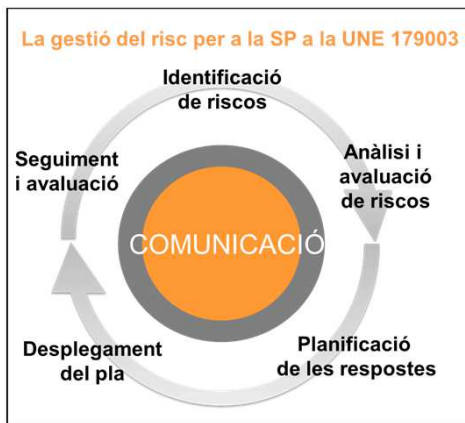 La gestió del risc per a la SP a la UNE 179003
Identificació
de riscos
Anàlisi i
avaluació
de riscos
Planificació
de les respostes
Desplegament
del pla
Seguiment
i avaluació
COMUNICACIÓ